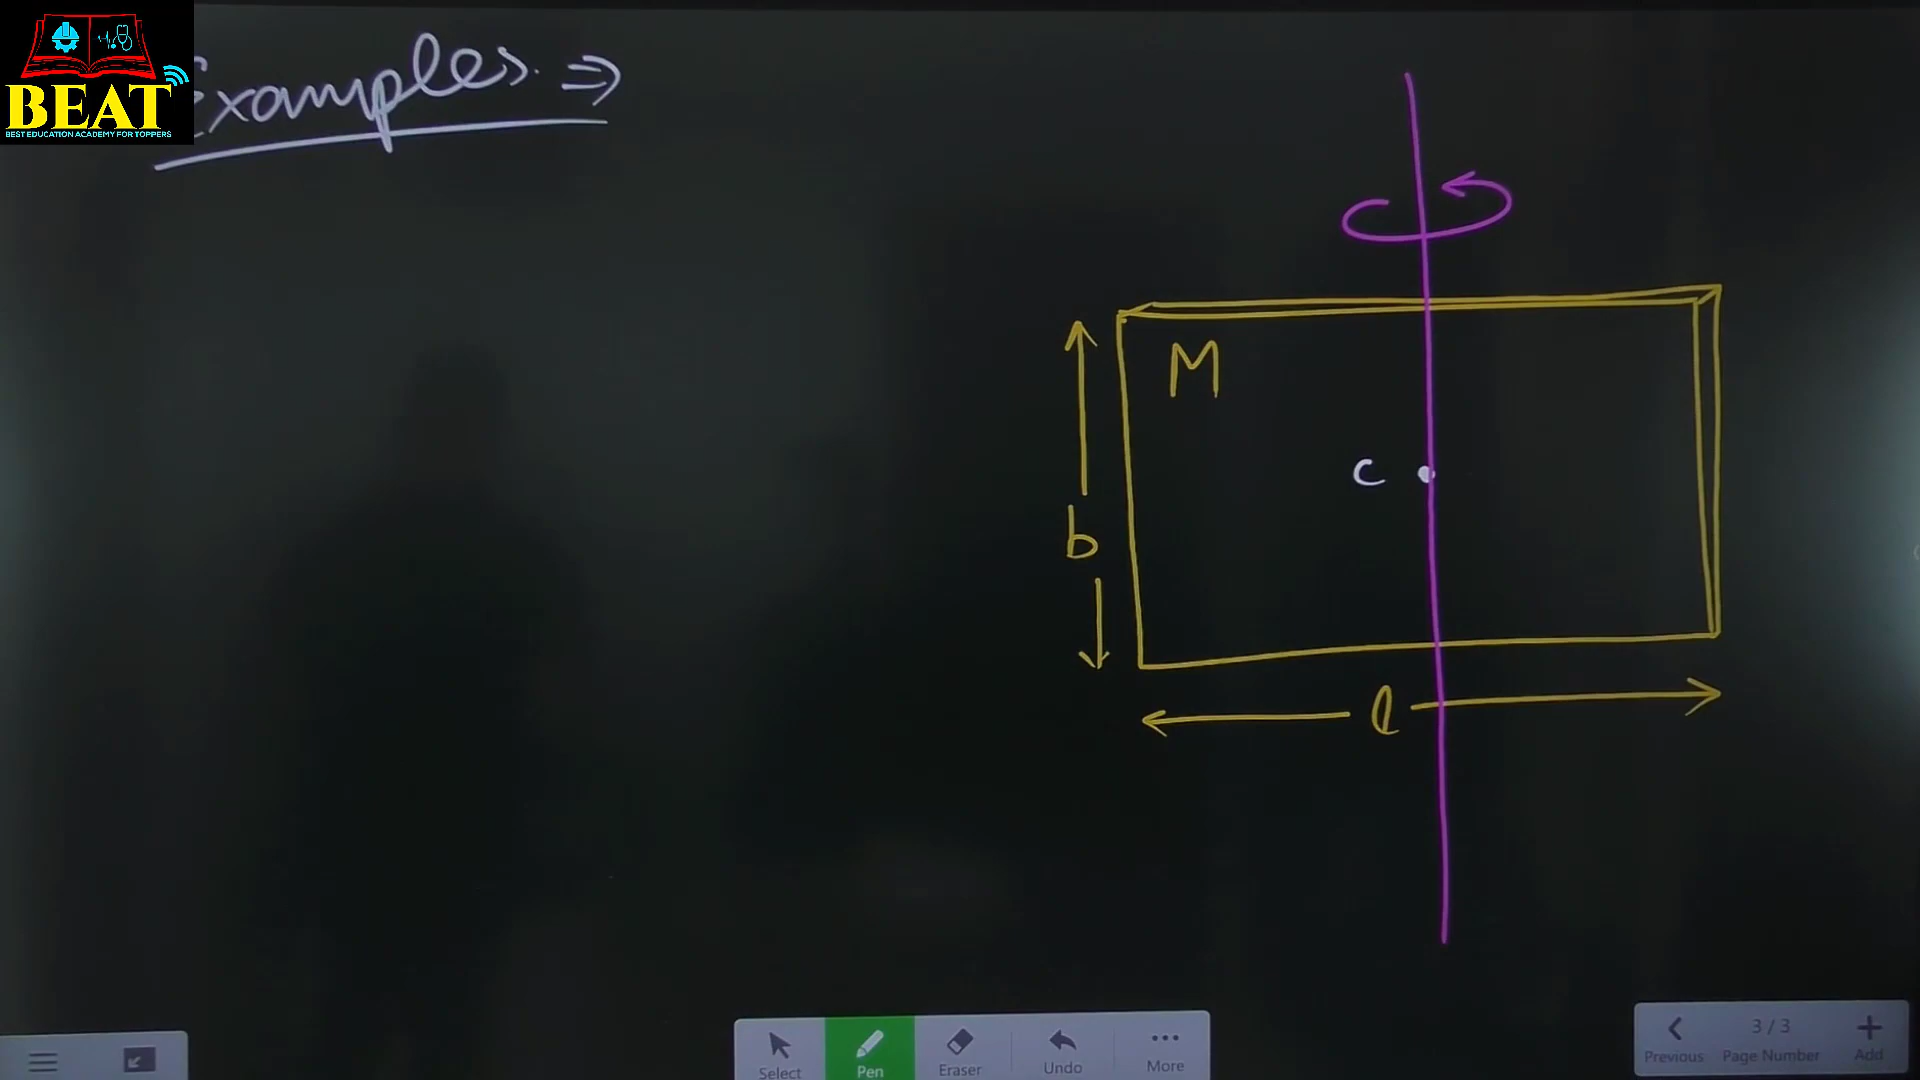 BEAT
BEST EDUCATION ACADEMY FOR TOPPERS
Examples. ⇒
M
c
b
l
Select
Pen
Eraser
Undo
More
3 / 3
Previous
Page Number
Add